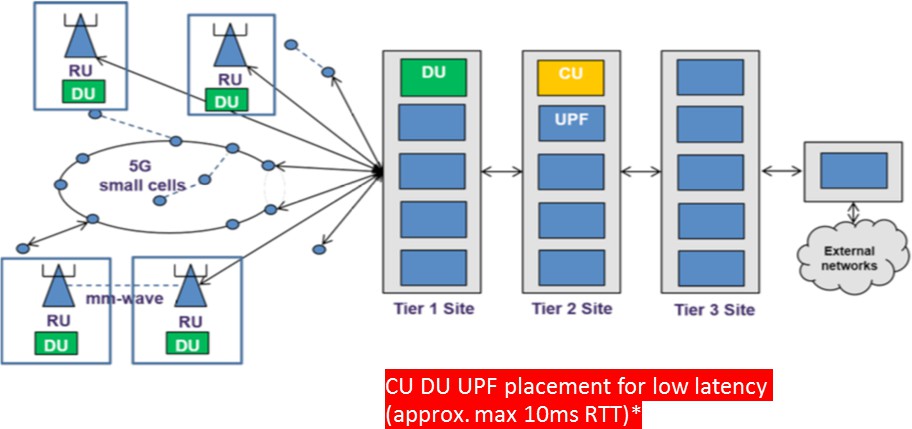 RU
DU
RU
DU
5G
small cells
mm-wave
RU
DU
RU
DU
DU
CU
UPF
Tier 1 Site
Tier 2 Site
Tier 3 Site
External
networks
CU DU UPF placement for low latency
(approx. max 10ms RTT)*